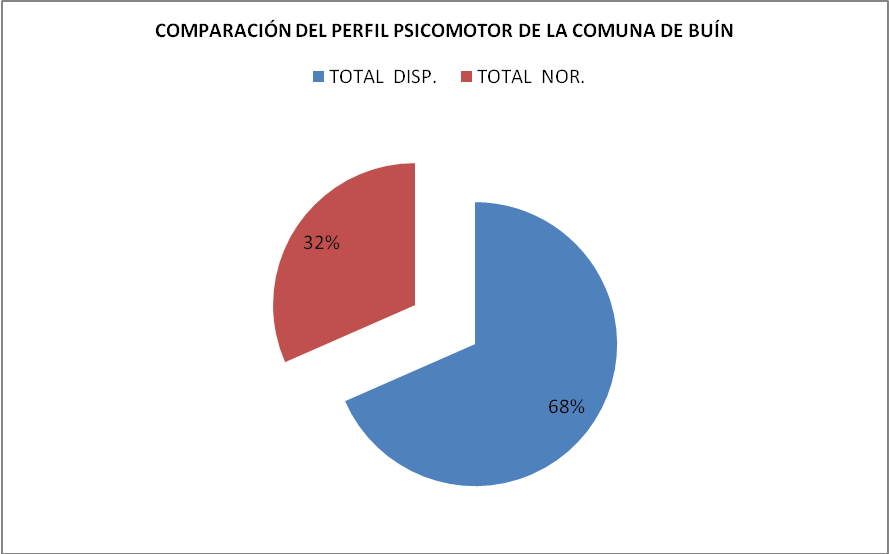 COMPARACIÓN DEL PERFIL PSICOMOTOR DE LA COMUNA DE BUÍN
TOTAL DISP. TOTAL NOR.
32%
68%